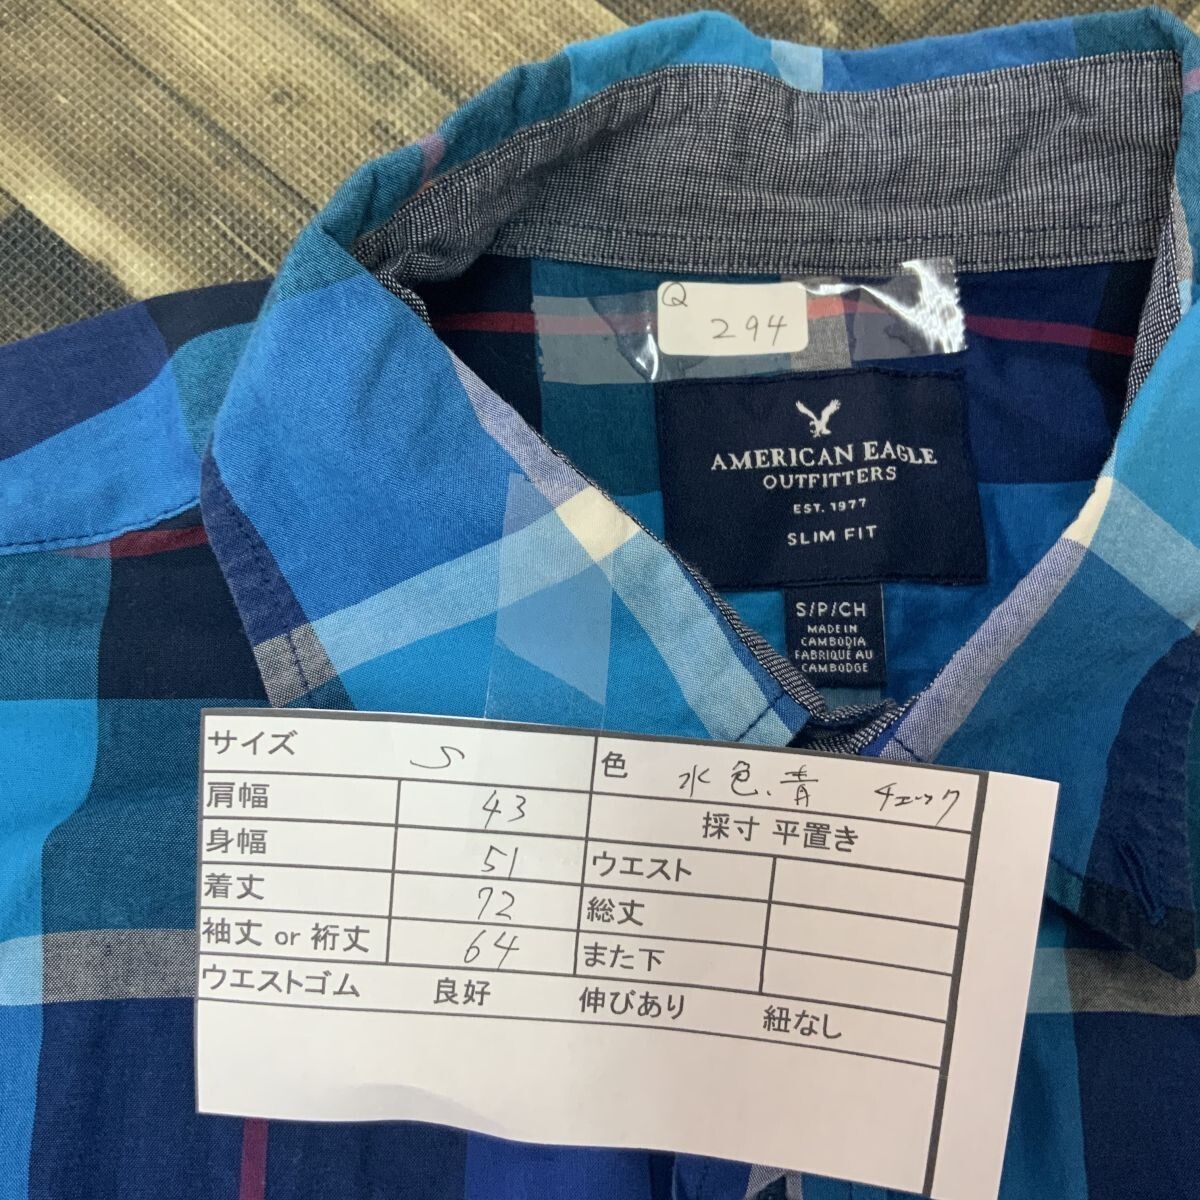 Q
294
AMERICAN EAGLE
OUTFITTERS
EST. 1977
SLIM FIT
S/P/CH
MADE IN
CAMBODIA
FABRIQUÉ AU
CAMBODGE
サイズ S 色 水色、青 チェック
肩幅 43 採寸 平置き
身幅 51 ウエスト
着丈 72 総丈
袖丈 or 裄丈 64 また下
ウエストゴム 良好 伸びあり 紐なし